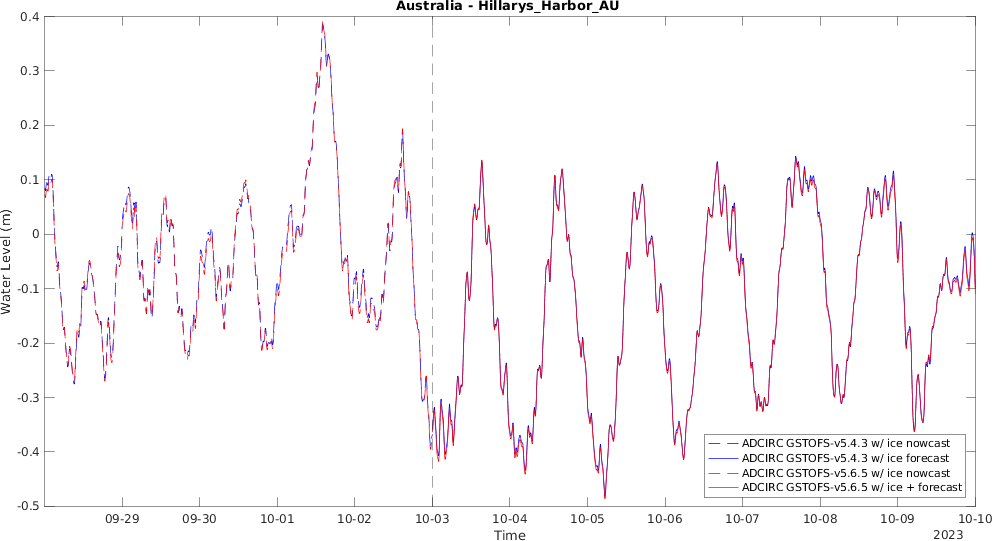 Australia - Hillarys_Harbor_AU
Water Level (m)
0.4
0.3
0.2
0.1
0
-0.1
-0.2
-0.3
-0.4
-0.5
ADCIRC GSTOFS-v5.4.3 w/ ice nowcast
ADCIRC GSTOFS-v5.4.3 w/ ice forecast
ADCIRC GSTOFS-v5.6.5 w/ ice nowcast
ADCIRC GSTOFS-v5.6.5 w/ ice + forecast
09-29 09-30 10-01 10-02 10-03 10-04 10-05 10-06 10-07 10-08 10-09 10-10
Time
2023